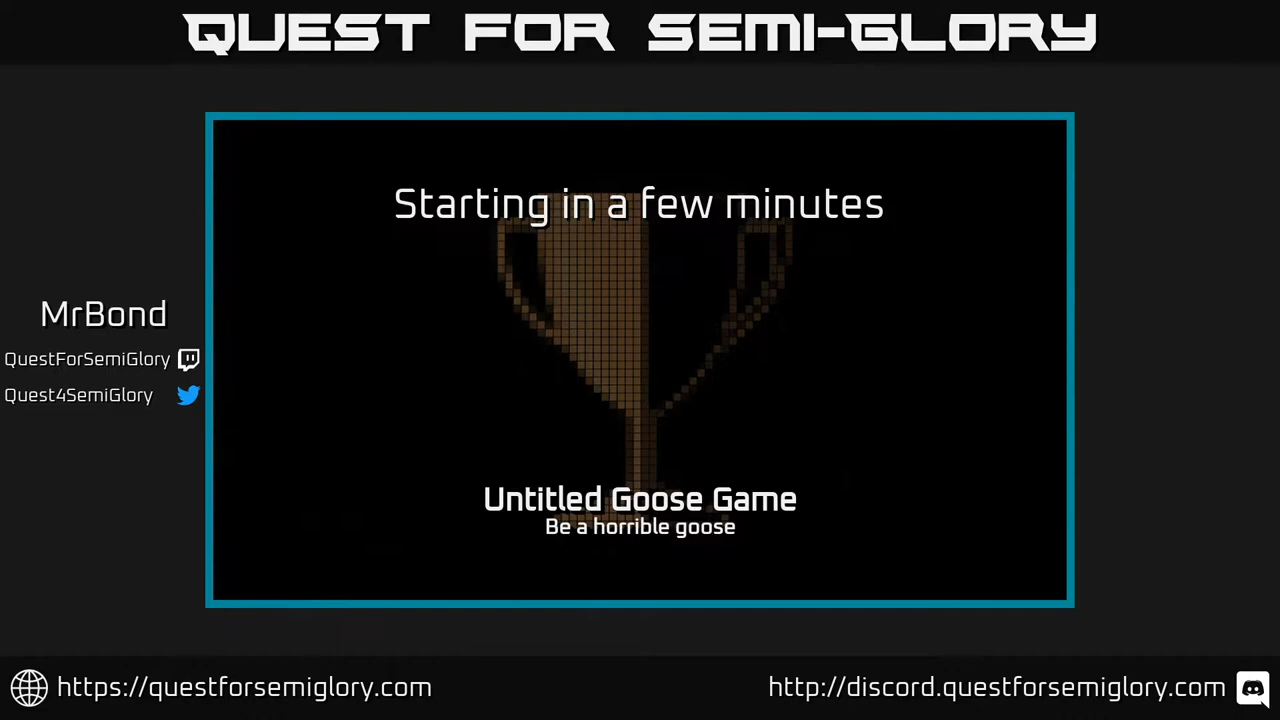 QUEST FOR SEMI-GLORY
Starting in a few minutes
MrBond
QuestForSemiGlory
Quest4SemiGlory
Untitled Goose Game
Be a horrible goose
https://questforsemiglory.com
http://discord.questforsemiglory.com